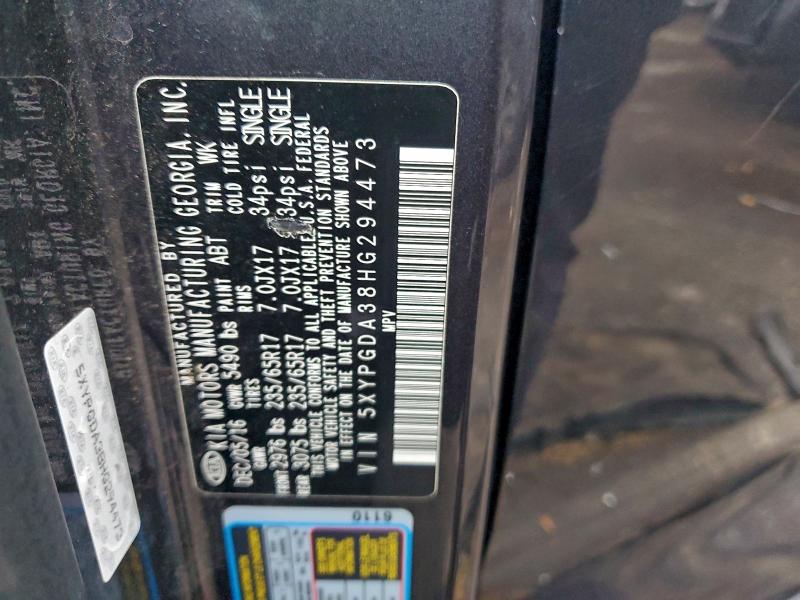 MANUFACTURED BY
KIA KIA MOTORS MANUFACTURING GEORGIA, INC.
DEC/05/16 GVWR 5490 lbs PAINT ABT TRIM WK
GAWR TIRES RIMS COLD TIRE INFL
FRONT 2976 lbs 235/65R17 7.0JX17 34psi SINGLE
REAR 3075 lbs 235/65R17 7.0JX17 34psi SINGLE
THIS VEHICLE CONFORMS TO ALL APPLICABLE U.S.A. FEDERAL
MOTOR VEHICLE SAFETY AND THEFT PREVENTION STANDARDS
IN EFFECT ON THE DATE OF MANUFACTURE SHOWN ABOVE
VIN 5XYPGDA38HG294473
MPV
5XYPGDA38HG294473
6110